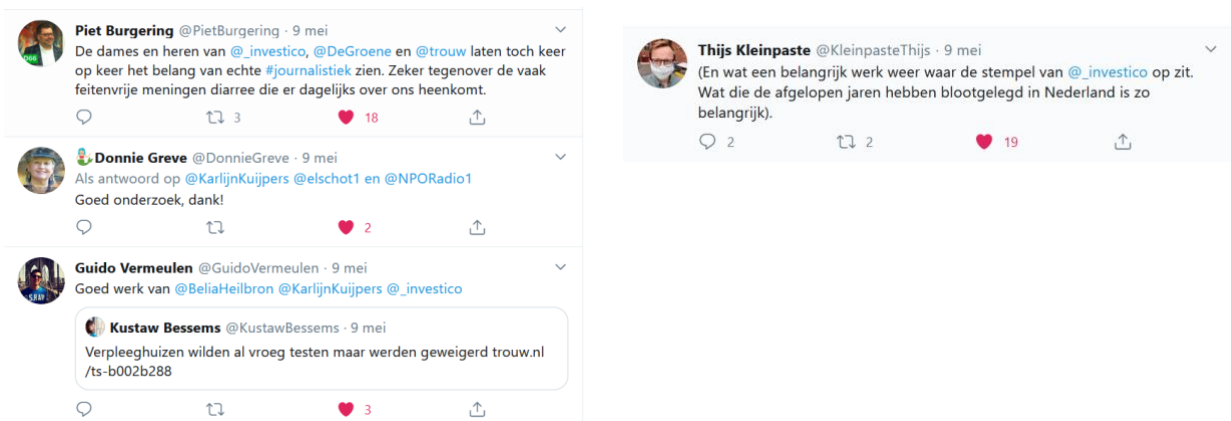 Piet Burgering @PietBurgering · 9 mei
De dames en heren van @_investico, @DeGroene en @trouw laten toch keer
op keer het belang van echte #journalistiek zien. Zeker tegenover de vaak
feitenvrije meningen diarree die er dagelijks over ons heenkomt.
3 18
Donnie Greve @DonnieGreve · 9 mei
Als antwoord op @KarlijnKuijpers @elschot1 en @NPORadio1
Goed onderzoek, dank!
2
Guido Vermeulen @GuidoVermeulen · 9 mei
Goed werk van @BeliaHeilbron @KarlijnKuijpers @_investico
Kustaw Bessems @KustawBessems · 9 mei
Verpleeghuizen wilden al vroeg testen maar werden geweigerd trouw.nl
/ts-b002b288
3
Thijs Kleinpaste @KleinpasteThijs · 9 mei
(En wat een belangrijk werk weer waar de stempel van @_investico op zit.
Wat die de afgelopen jaren hebben blootgelegd in Nederland is zo
belangrijk).
2 2 19